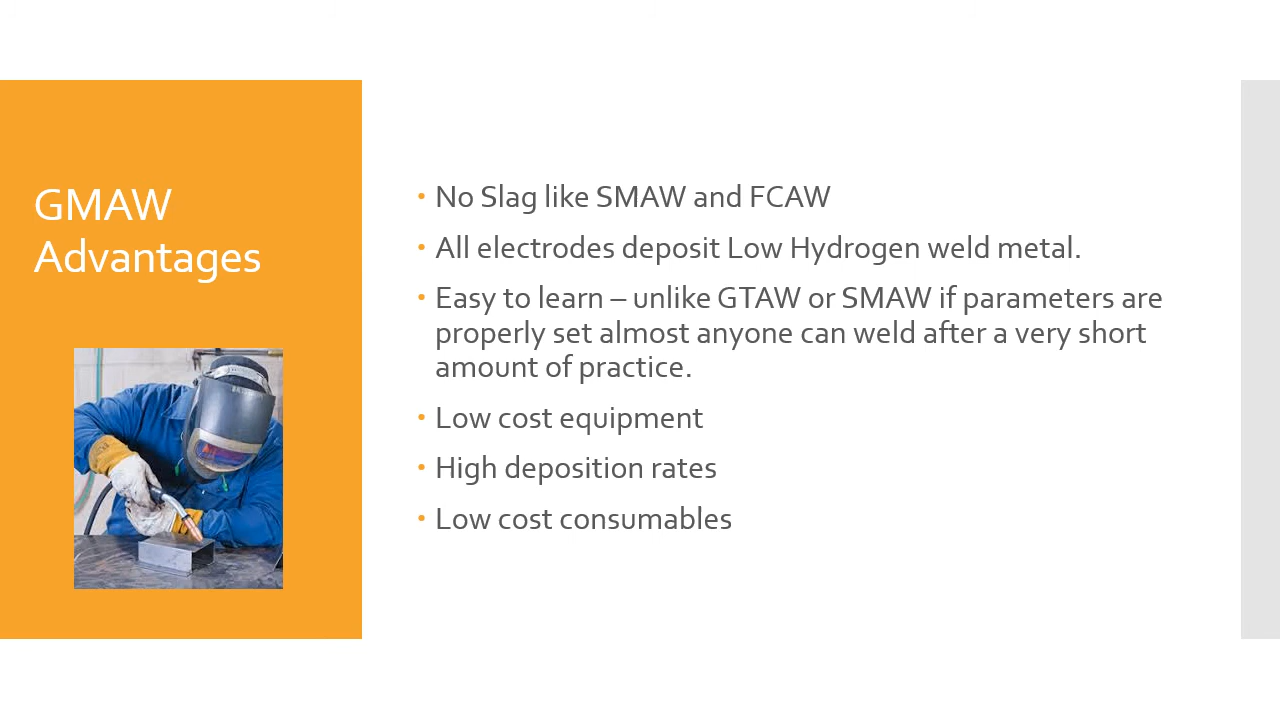 GMAW
Advantages
• No Slag like SMAW and FCAW
• All electrodes deposit Low Hydrogen weld metal.
• Easy to learn – unlike GTAW or SMAW if parameters are
properly set almost anyone can weld after a very short
amount of practice.
• Low cost equipment
• High deposition rates
• Low cost consumables